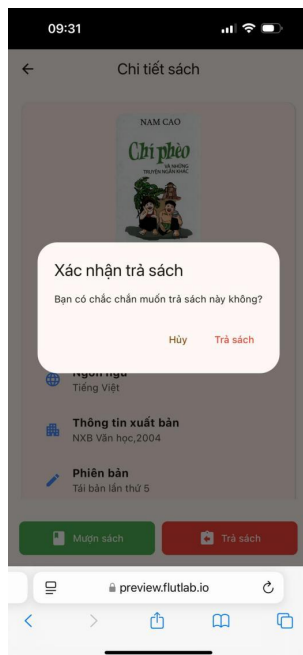 09:31
Chi tiết sách
NAM CAO
Chí phèo
VÀ NHỮNG
TRUYỆN NGẮN KHÁC
Xác nhận trả sách
Bạn có chắc chắn muốn trả sách này không?
Hủy Trả sách
Ngôn ngữ
Tiếng Việt
Thông tin xuất bản
NXB Văn học,2004
Phiên bản
Tái bản lần thứ 5
Mượn sách Trả sách
preview.flutlab.io